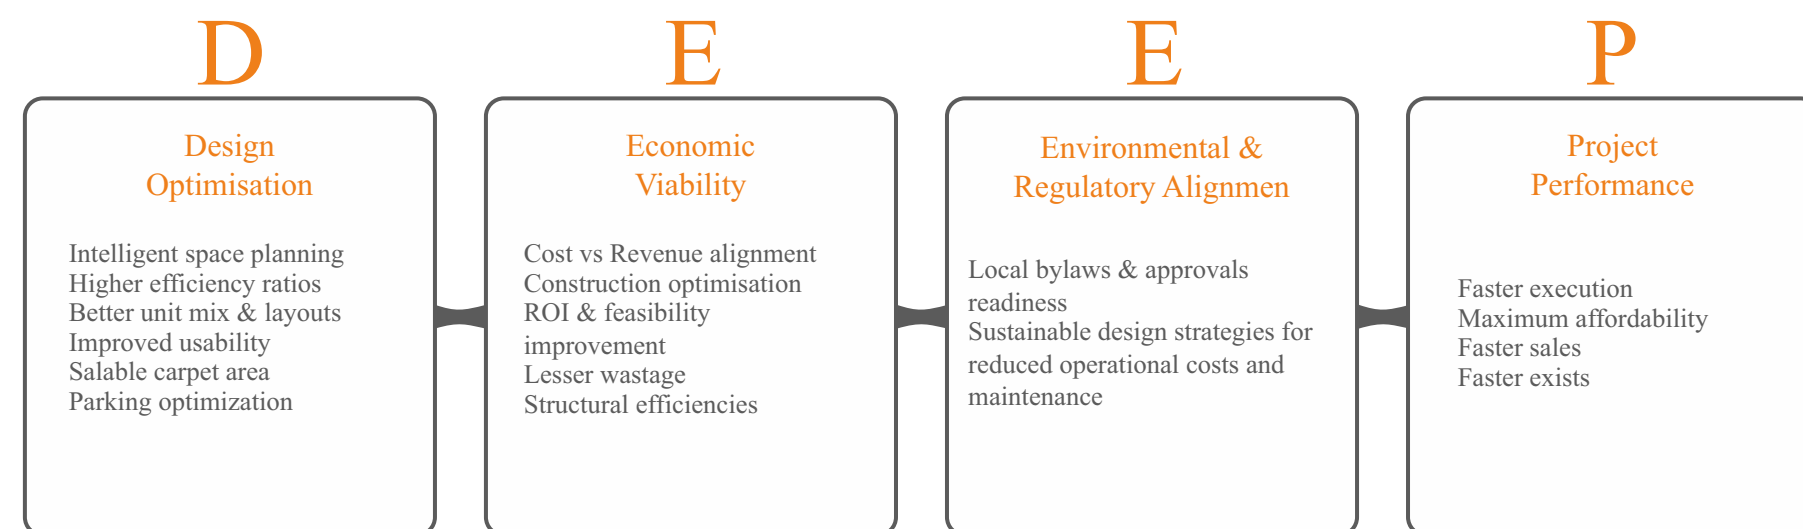 D
Design
Optimisation
Intelligent space planning
Higher efficiency ratios
Better unit mix & layouts
Improved usability
Salable carpet area
Parking optimization
E
Economic
Viability
Cost vs Revenue alignment
Construction optimisation
ROI & feasibility
improvement
Lesser wastage
Structural efficiencies
E
Environmental &
Regulatory Alignmen
Local bylaws & approvals
readiness
Sustainable design strategies for
reduced operational costs and
maintenance
P
Project
Performance
Faster execution
Maximum affordability
Faster sales
Faster exists